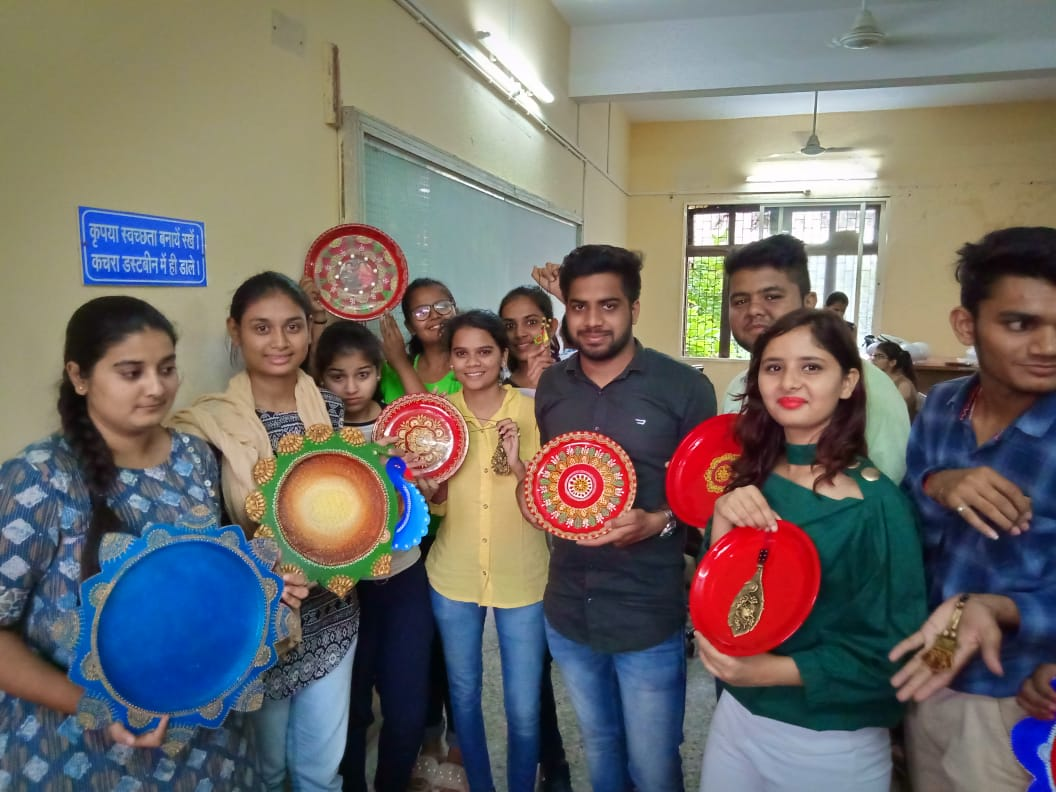 कृपया स्वच्छता बनायें रखें।
कचरा डस्टबीन में ही डाले।